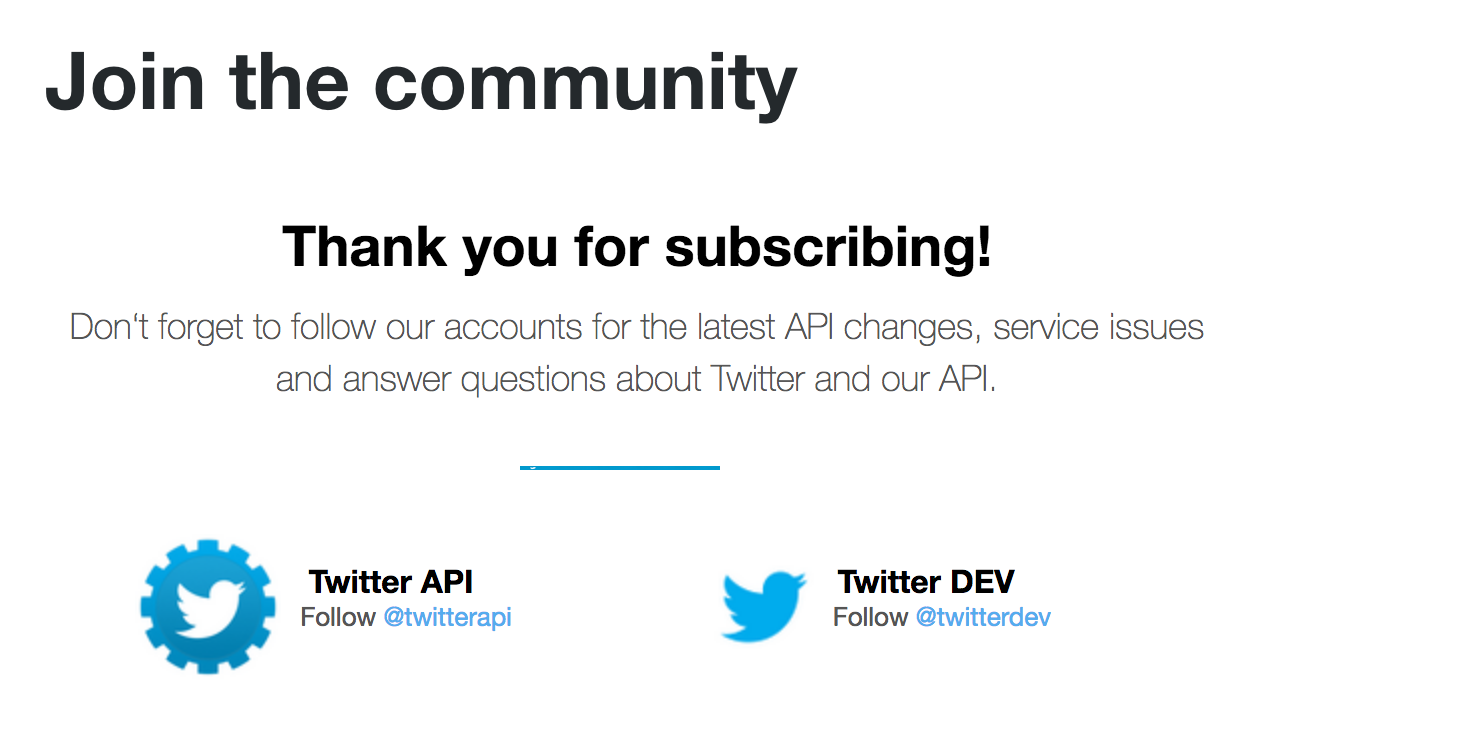 Join the community
Thank you for subscribing!
Don‘t forget to follow our accounts for the latest API changes, service issues
and answer questions about Twitter and our API.
Twitter API
Follow @twitterapi
Twitter DEV
Follow @twitterdev